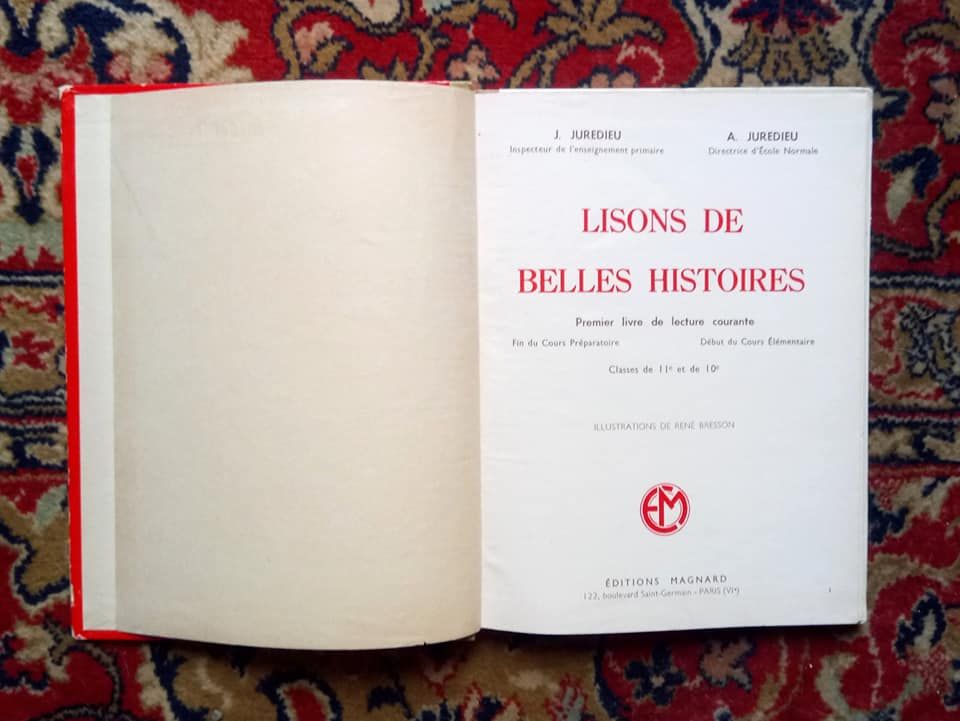 J. JUREDIEU
Inspecteur de l'enseignement primaire
A. JUREDIEU
Directrice d'École Normale
LISONS DE
BELLES HISTOIRES
Premier livre de lecture courante
Fin du Cours Préparatoire
Début du Cours Élémentaire
Classes de 11e et de 10e
ILLUSTRATIONS DE RENÉ BRESSON
EM
ÉDITIONS MAGNARD
122, boulevard Saint-Germain - PARIS (VIe)